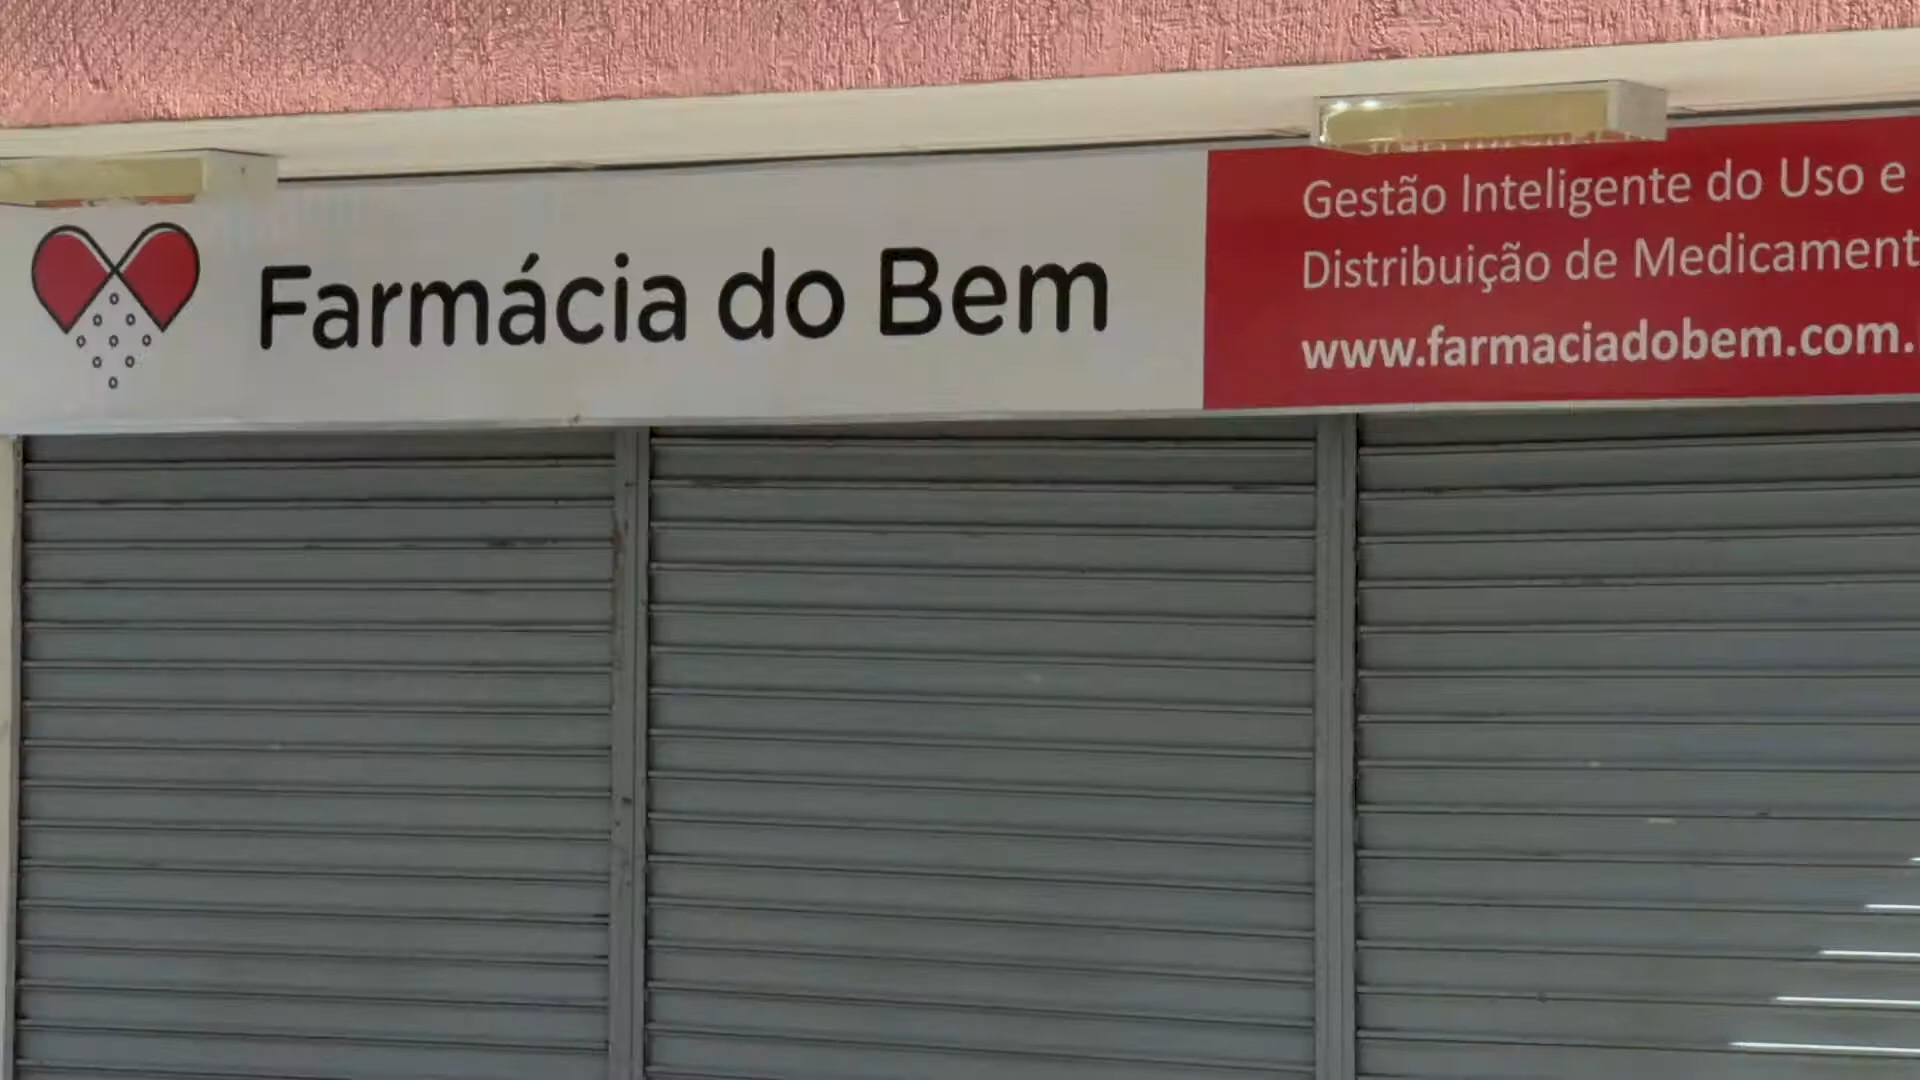 Farmácia do Bem
Gestão Inteligente do Uso e
Distribuição de Medicament
www.farmaciadobem.com.